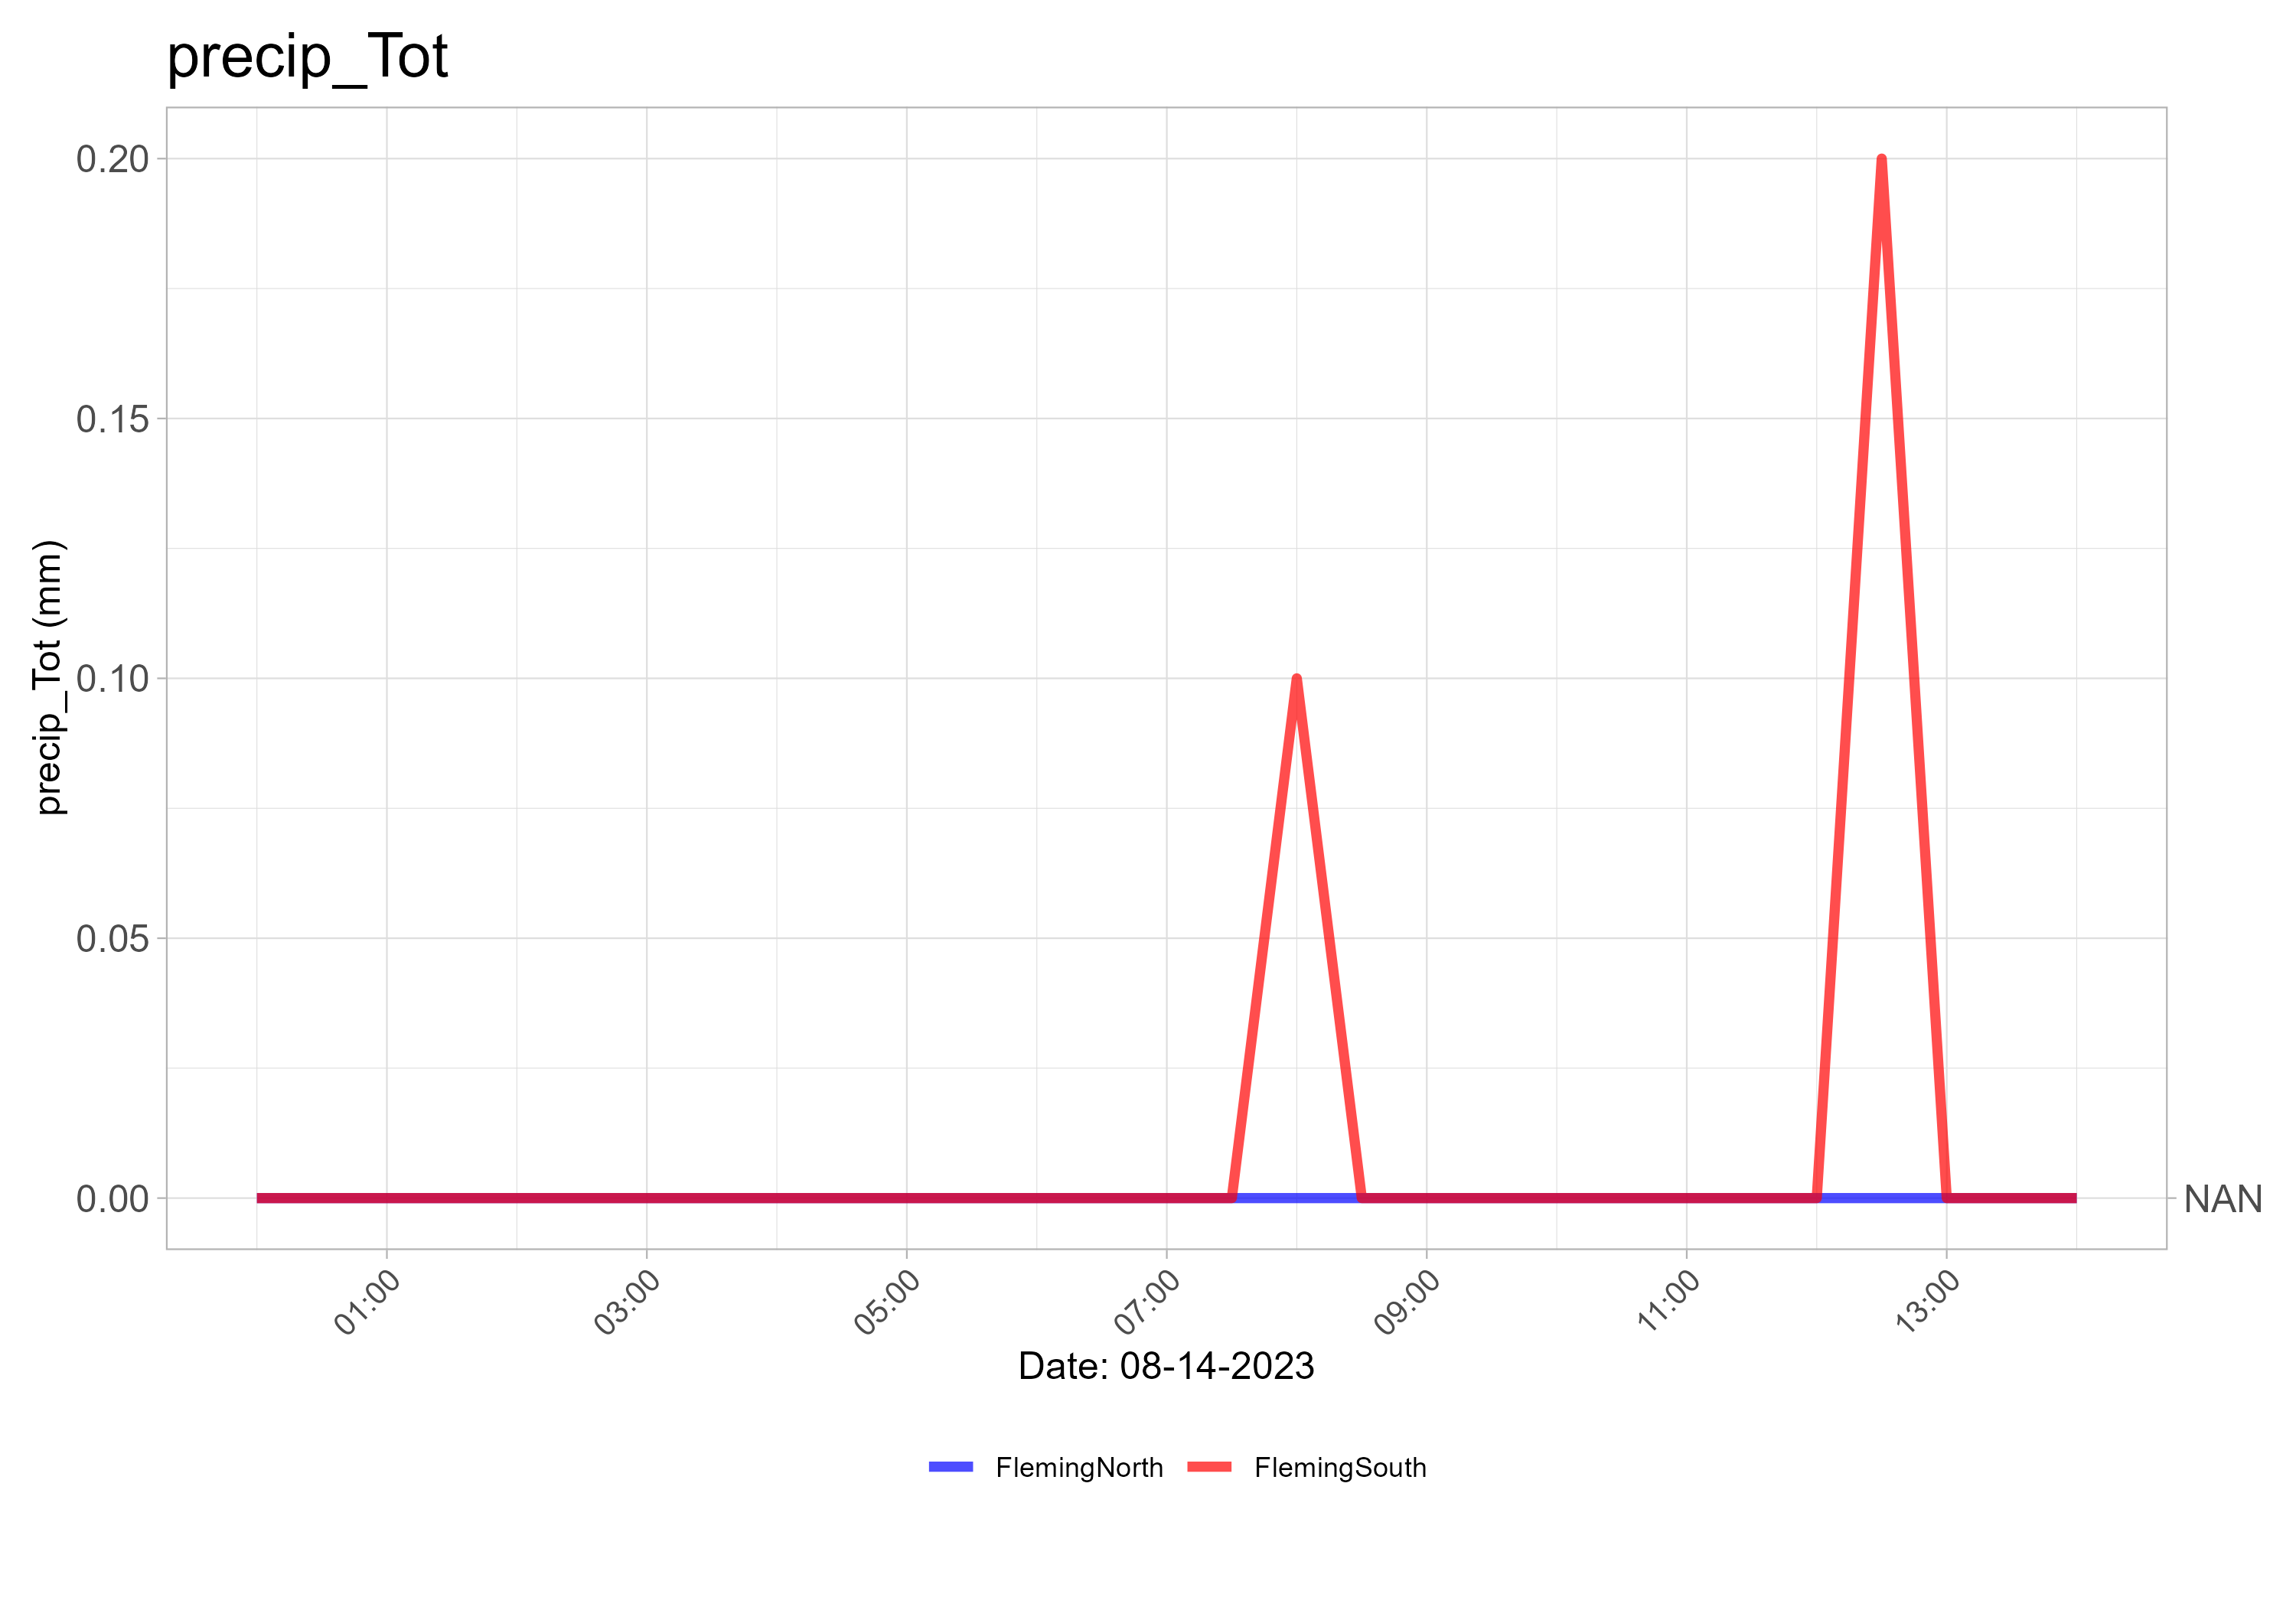 precip_Tot
precip_Tot (mm)
0.20
0.15
0.10
0.05
0.00
NAN
01:00 03:00 05:00 07:00 09:00 11:00 13:00
Date: 08-14-2023
FlemingNorth FlemingSouth